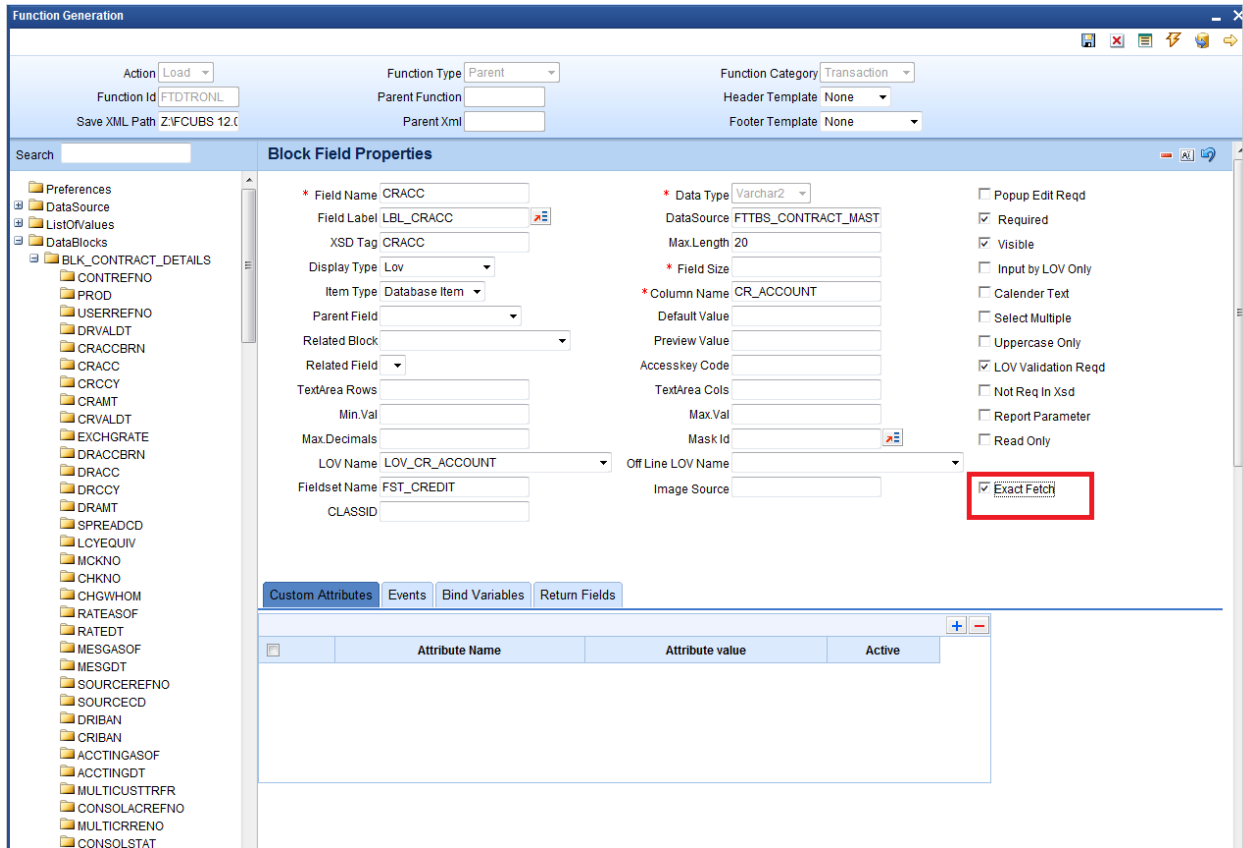 Function Generation
Action Load
Function Type Parent
Function Category Transaction
Function Id FTDTRONL
Parent Function
Header Template None
Save XML Path Z:\FCUBS 12.0
Parent Xml
Footer Template None
Search
Block Field Properties
Preferences
DataSource
ListOfValues
DataBlocks
BLK_CONTRACT_DETAILS
CONTREFNO
PROD
USERREFNO
DRVALDT
CRACCBRN
CRACC
CRCCY
CRAMT
CRVALDT
EXCHGRATE
DRACCBRN
DRACC
DRCCY
DRAMT
SPREADCD
LCYEQUIV
MCKNO
CHKNO
CHGWHOM
RATEASOF
RATEDT
MESGASOF
MESGDT
SOURCEREFNO
SOURCECD
DRIBAN
CRIBAN
ACCTINGASOF
ACCTINGDT
MULTICUSTTRFR
CONSOLACREFNO
MULTICRRENO
CONSOLSTAT
* Field Name CRACC
* Data Type Varchar2
Popup Edit Reqd
Field Label LBL_CRACC
DataSource FTTBS_CONTRACT_MAST
Required
XSD Tag CRACC
Max.Length 20
Visible
Display Type Lov
* Field Size
Input by LOV Only
Item Type Database Item
* Column Name CR_ACCOUNT
Calender Text
Parent Field
Default Value
Select Multiple
Related Block
Preview Value
Uppercase Only
Related Field
Accesskey Code
LOV Validation Reqd
TextArea Rows
TextArea Cols
Not Req In Xsd
Min.Val
Max.Val
Report Parameter
Max.Decimals
Mask Id
Read Only
LOV Name LOV_CR_ACCOUNT
Off Line LOV Name
Fieldset Name FST_CREDIT
Image Source
Exact Fetch
CLASSID
Custom Attributes
Events
Bind Variables
Return Fields
Attribute Name
Attribute value
Active